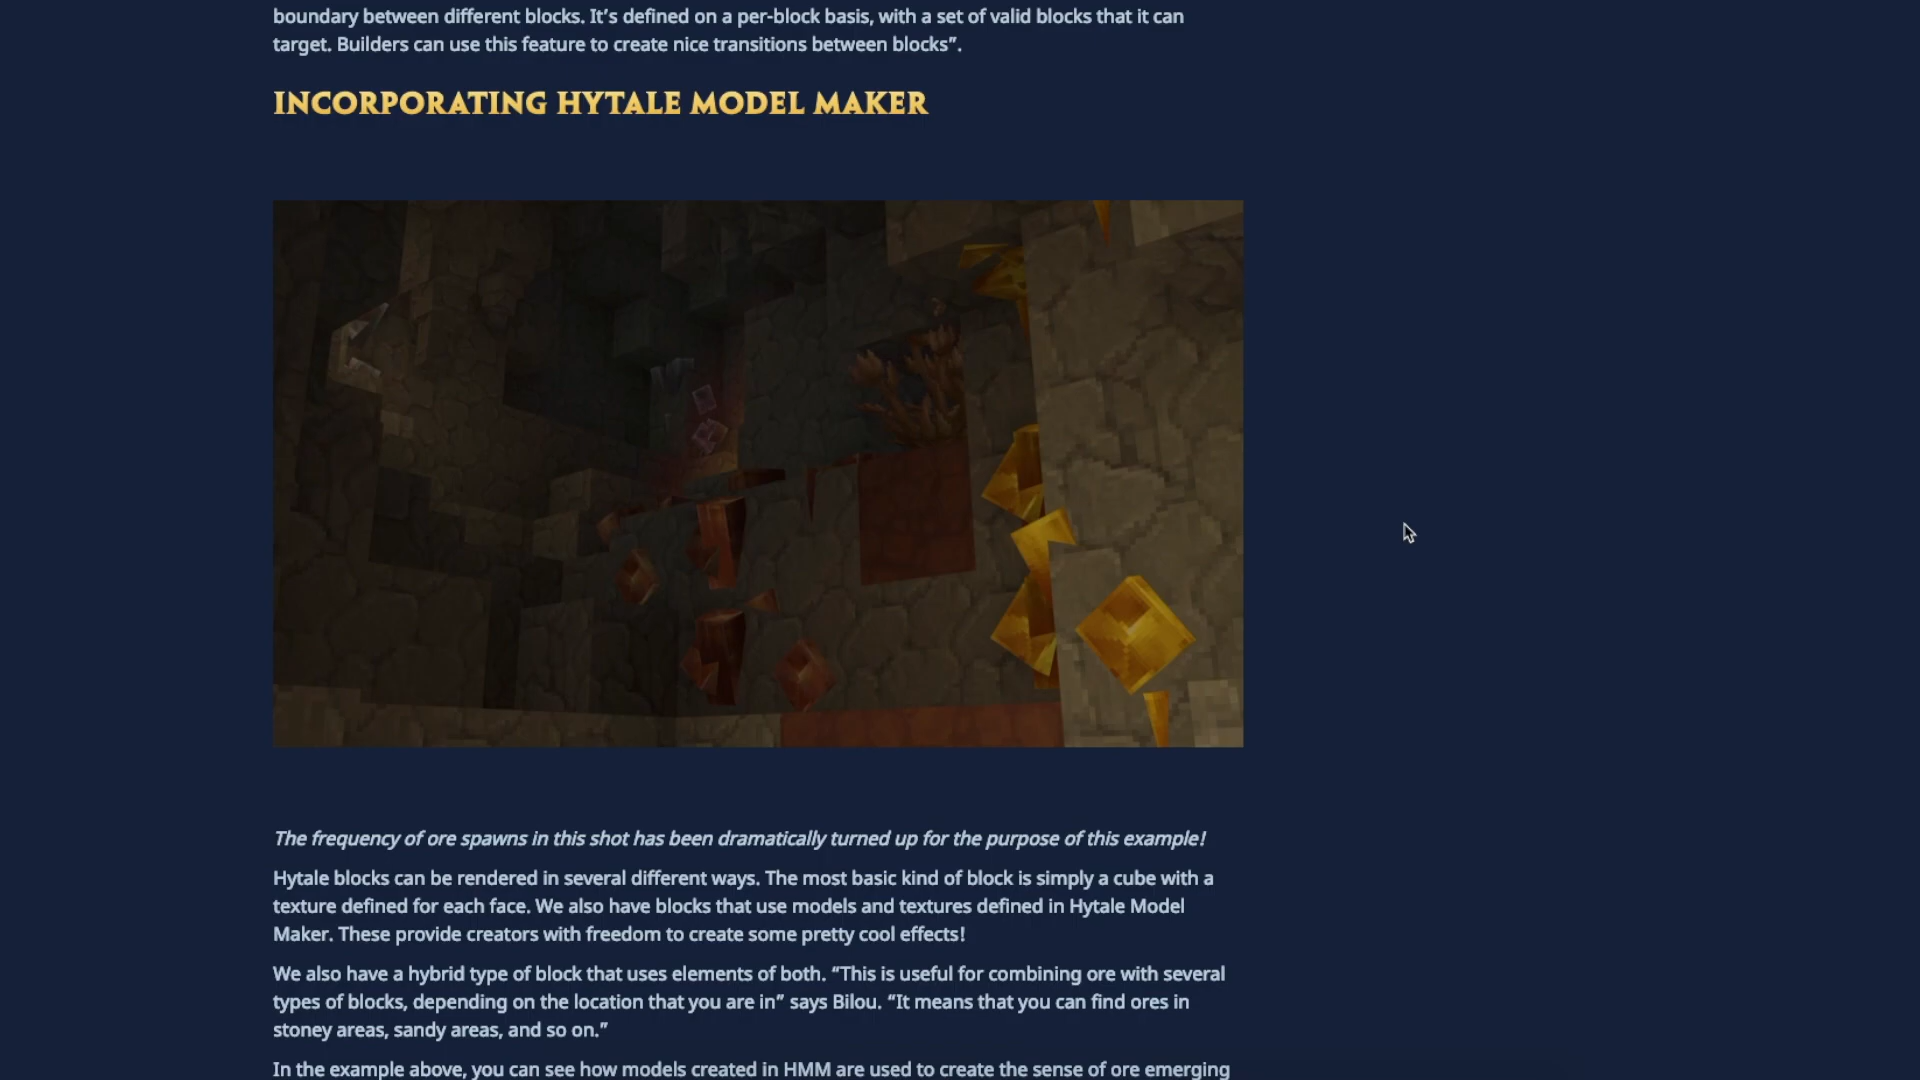 boundary between different blocks. It’s defined on a per-block basis, with a set of valid blocks that it can
target. Builders can use this feature to create nice transitions between blocks”.
INCORPORATING HYTALE MODEL MAKER
The frequency of ore spawns in this shot has been dramatically turned up for the purpose of this example!
Hytale blocks can be rendered in several different ways. The most basic kind of block is simply a cube with a
texture defined for each face. We also have blocks that use models and textures defined in Hytale Model
Maker. These provide creators with freedom to create some pretty cool effects!
We also have a hybrid type of block that uses elements of both. “This is useful for combining ore with several
types of blocks, depending on the location that you are in” says Bilou. “It means that you can find ores in
stoney areas, sandy areas, and so on.”
In the example above, you can see how models created in HMM are used to create the sense of ore emerging